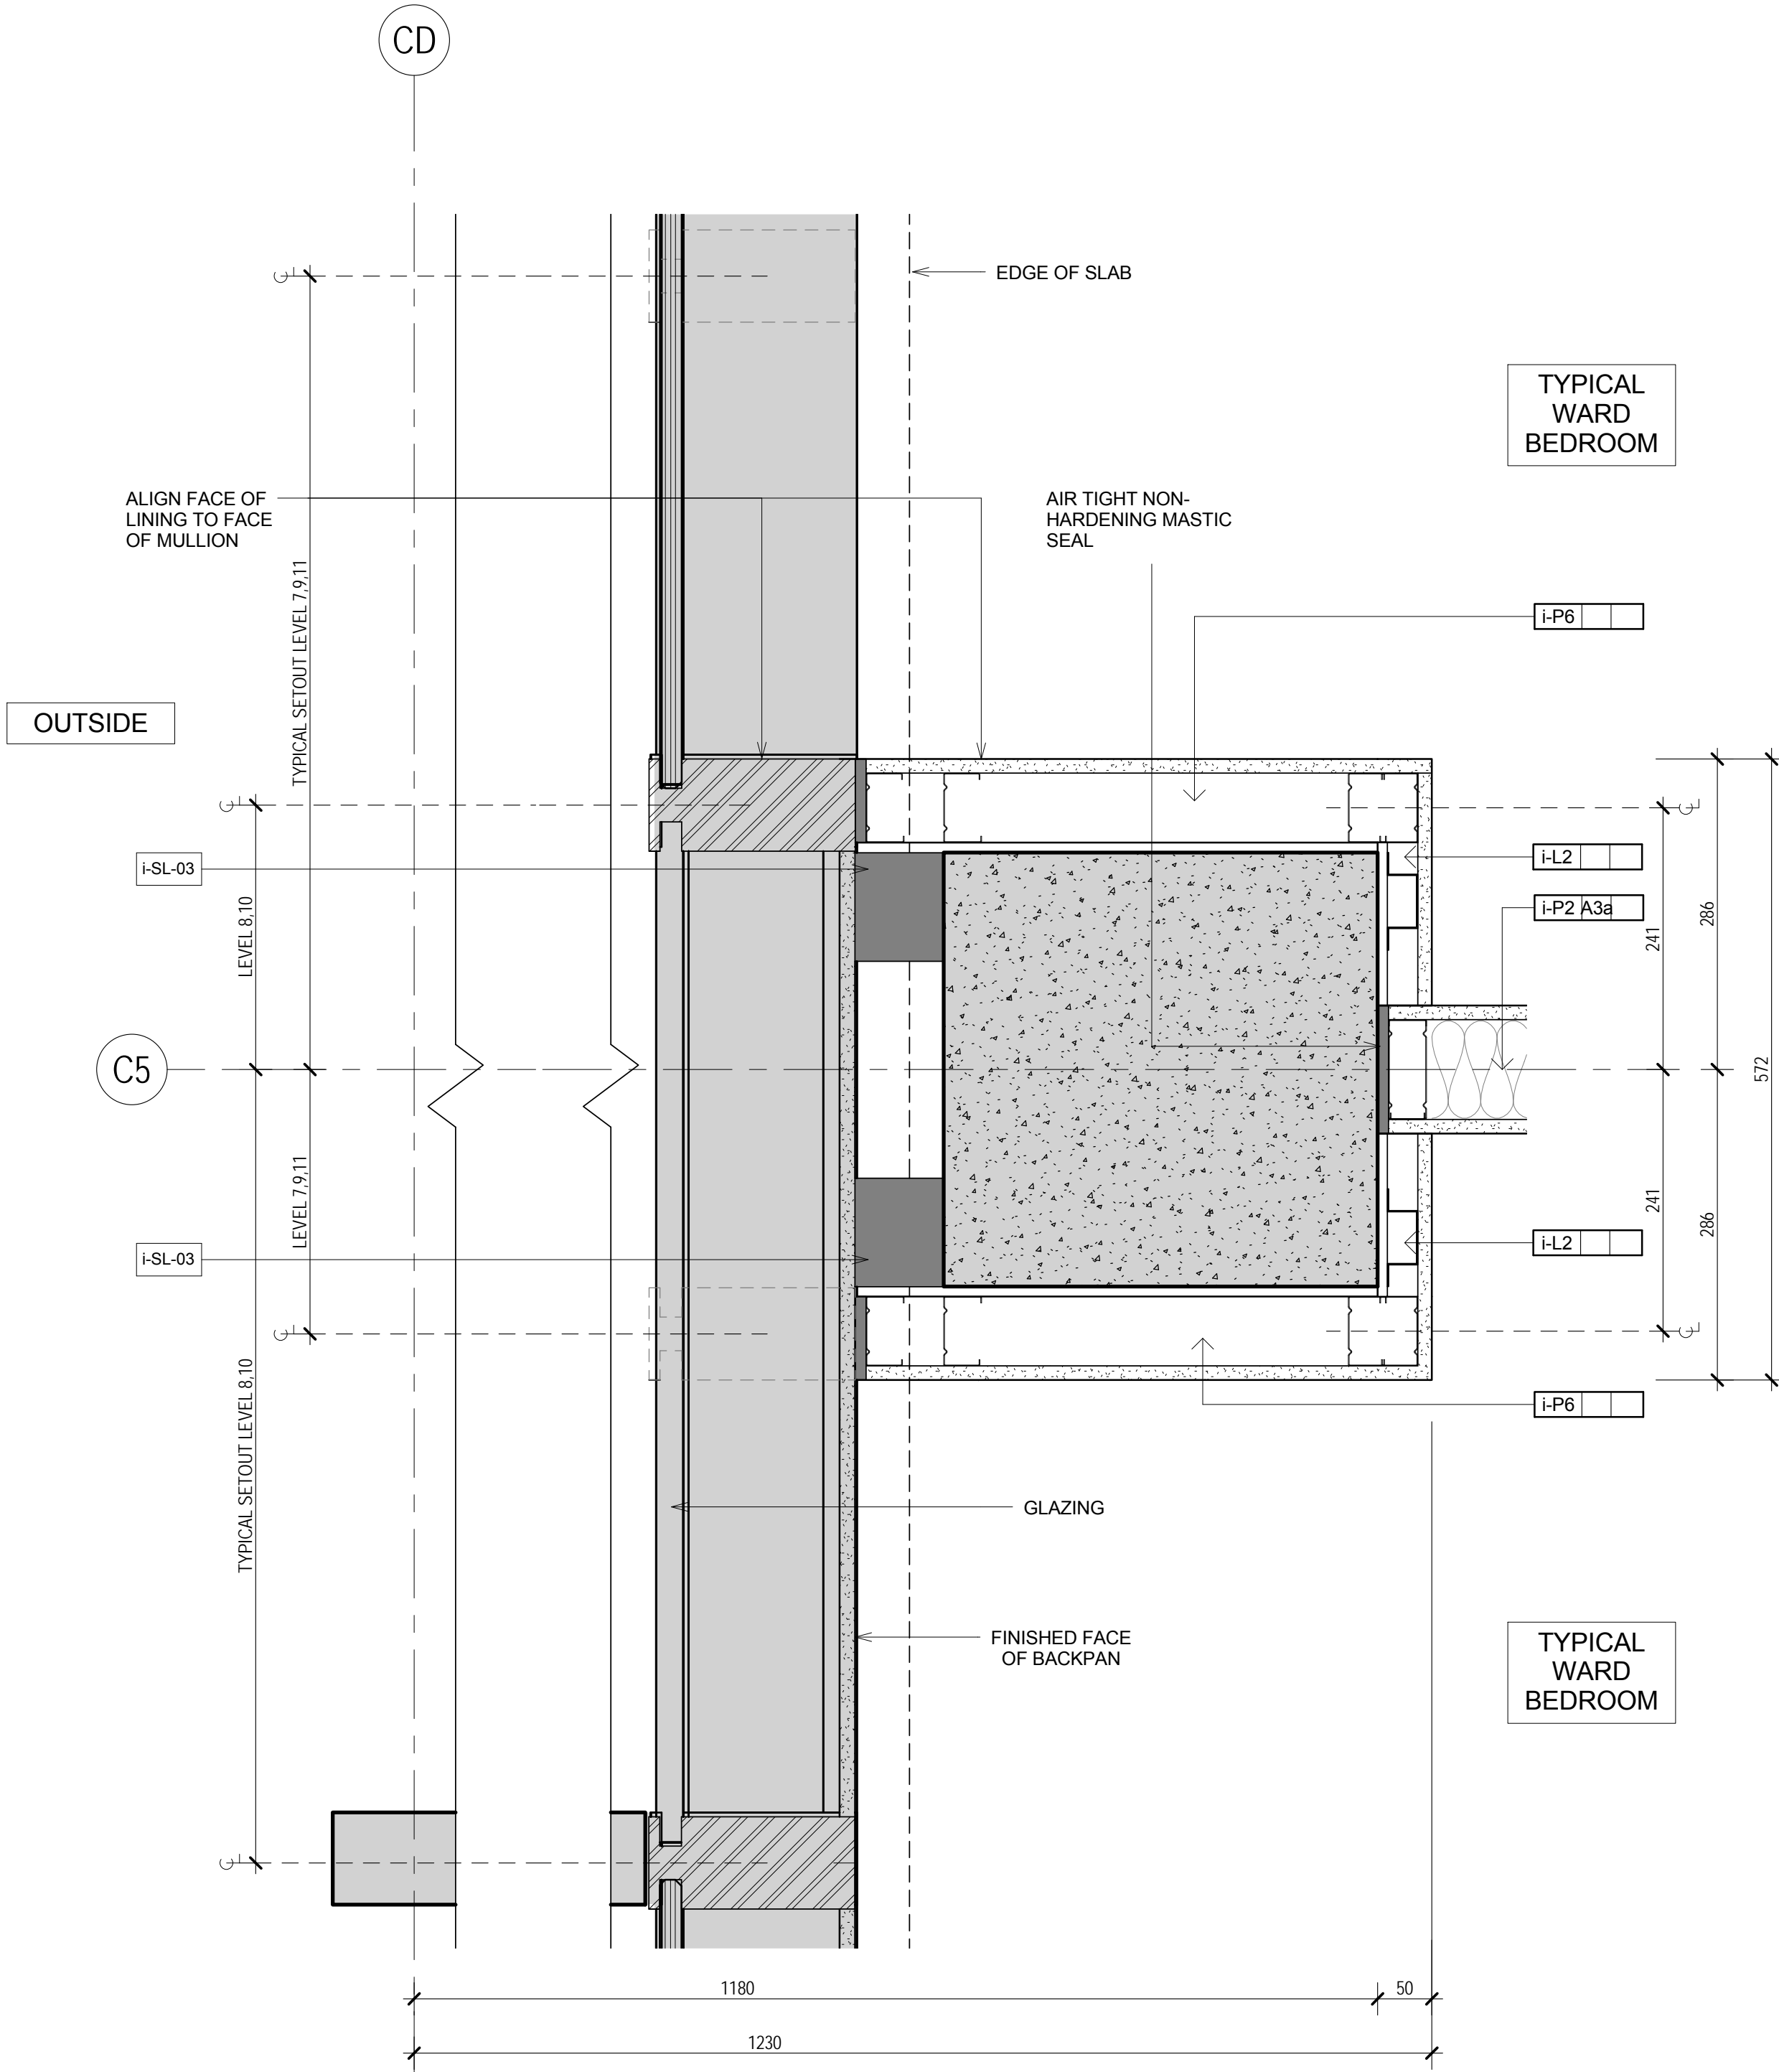 CD
EDGE OF SLAB
TYPICAL
WARD
BEDROOM
ALIGN FACE OF
LINING TO FACE
OF MULLION
AIR TIGHT NON-
HARDENING MASTIC
SEAL
TYPICAL SETOUT LEVEL 7,9,11
i-P6
OUTSIDE
i-SL-03
i-L2
i-P2 A3a
LEVEL 8,10
241
286
C5
572
LEVEL 7,9,11
241
286
i-SL-03
i-L2
TYPICAL SETOUT LEVEL 8,10
i-P6
GLAZING
FINISHED FACE
OF BACKPAN
TYPICAL
WARD
BEDROOM
1180
50
1230